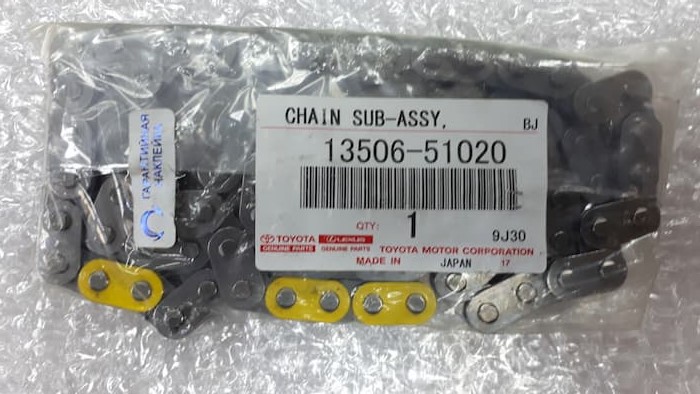 CHAIN SUB-ASSY,
BJ
13506-51020
QTY:
1
9J30
TOYOTA
LEXUS
GENUINE PARTS
GENUINE PARTS
TOYOTA MOTOR CORPORATION
MADE IN
JAPAN
17
ГАРАНТИЙНАЯ
НАКЛЕЙКА